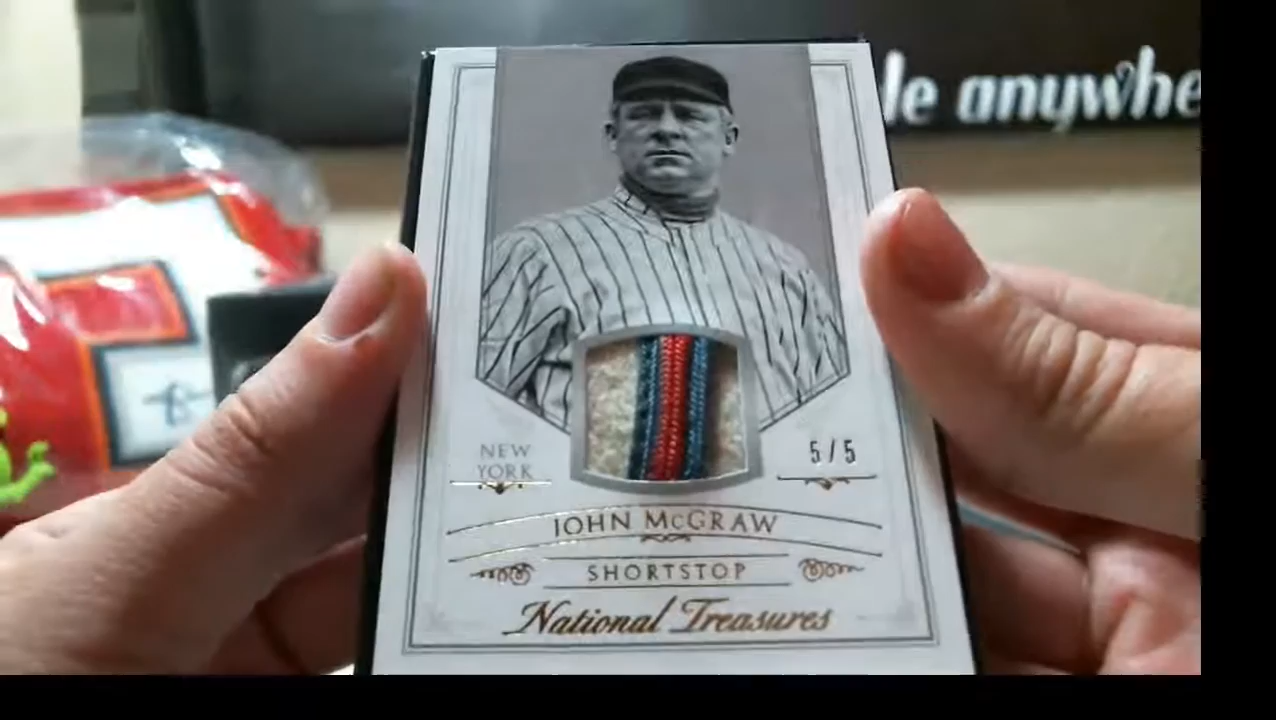 le anywhe
NEW
YORK
5/5
JOHN McGRAW
SHORTSTOP
National Treasures